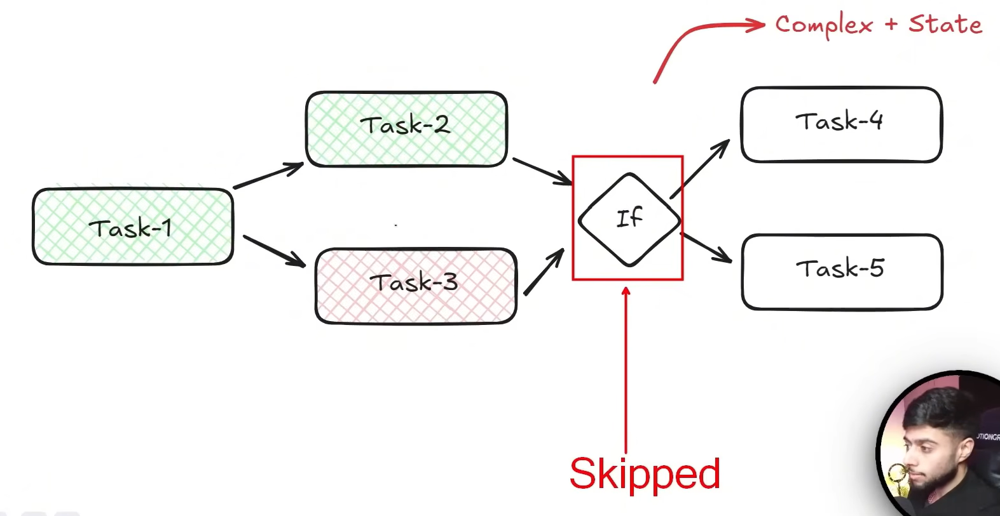 Complex + State
Task-2
Task-4
Task-1
If
Task-3
Task-5
Skipped